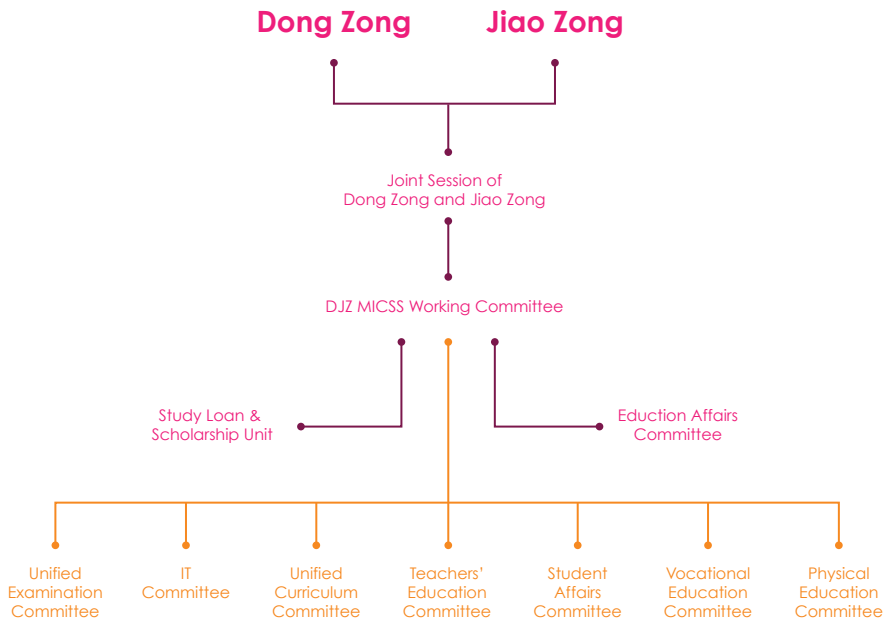 Dong Zong
Jiao Zong
Joint Session of
Dong Zong and Jiao Zong
DJZ MICSS Working Committee
Study Loan &
Scholarship Unit
Eduction Affairs
Committee
Unified
Examination
Committee
IT
Committee
Unified
Curriculum
Committee
Teachers’
Education
Committee
Student
Affairs
Committee
Vocational
Education
Committee
Physical
Education
Committee